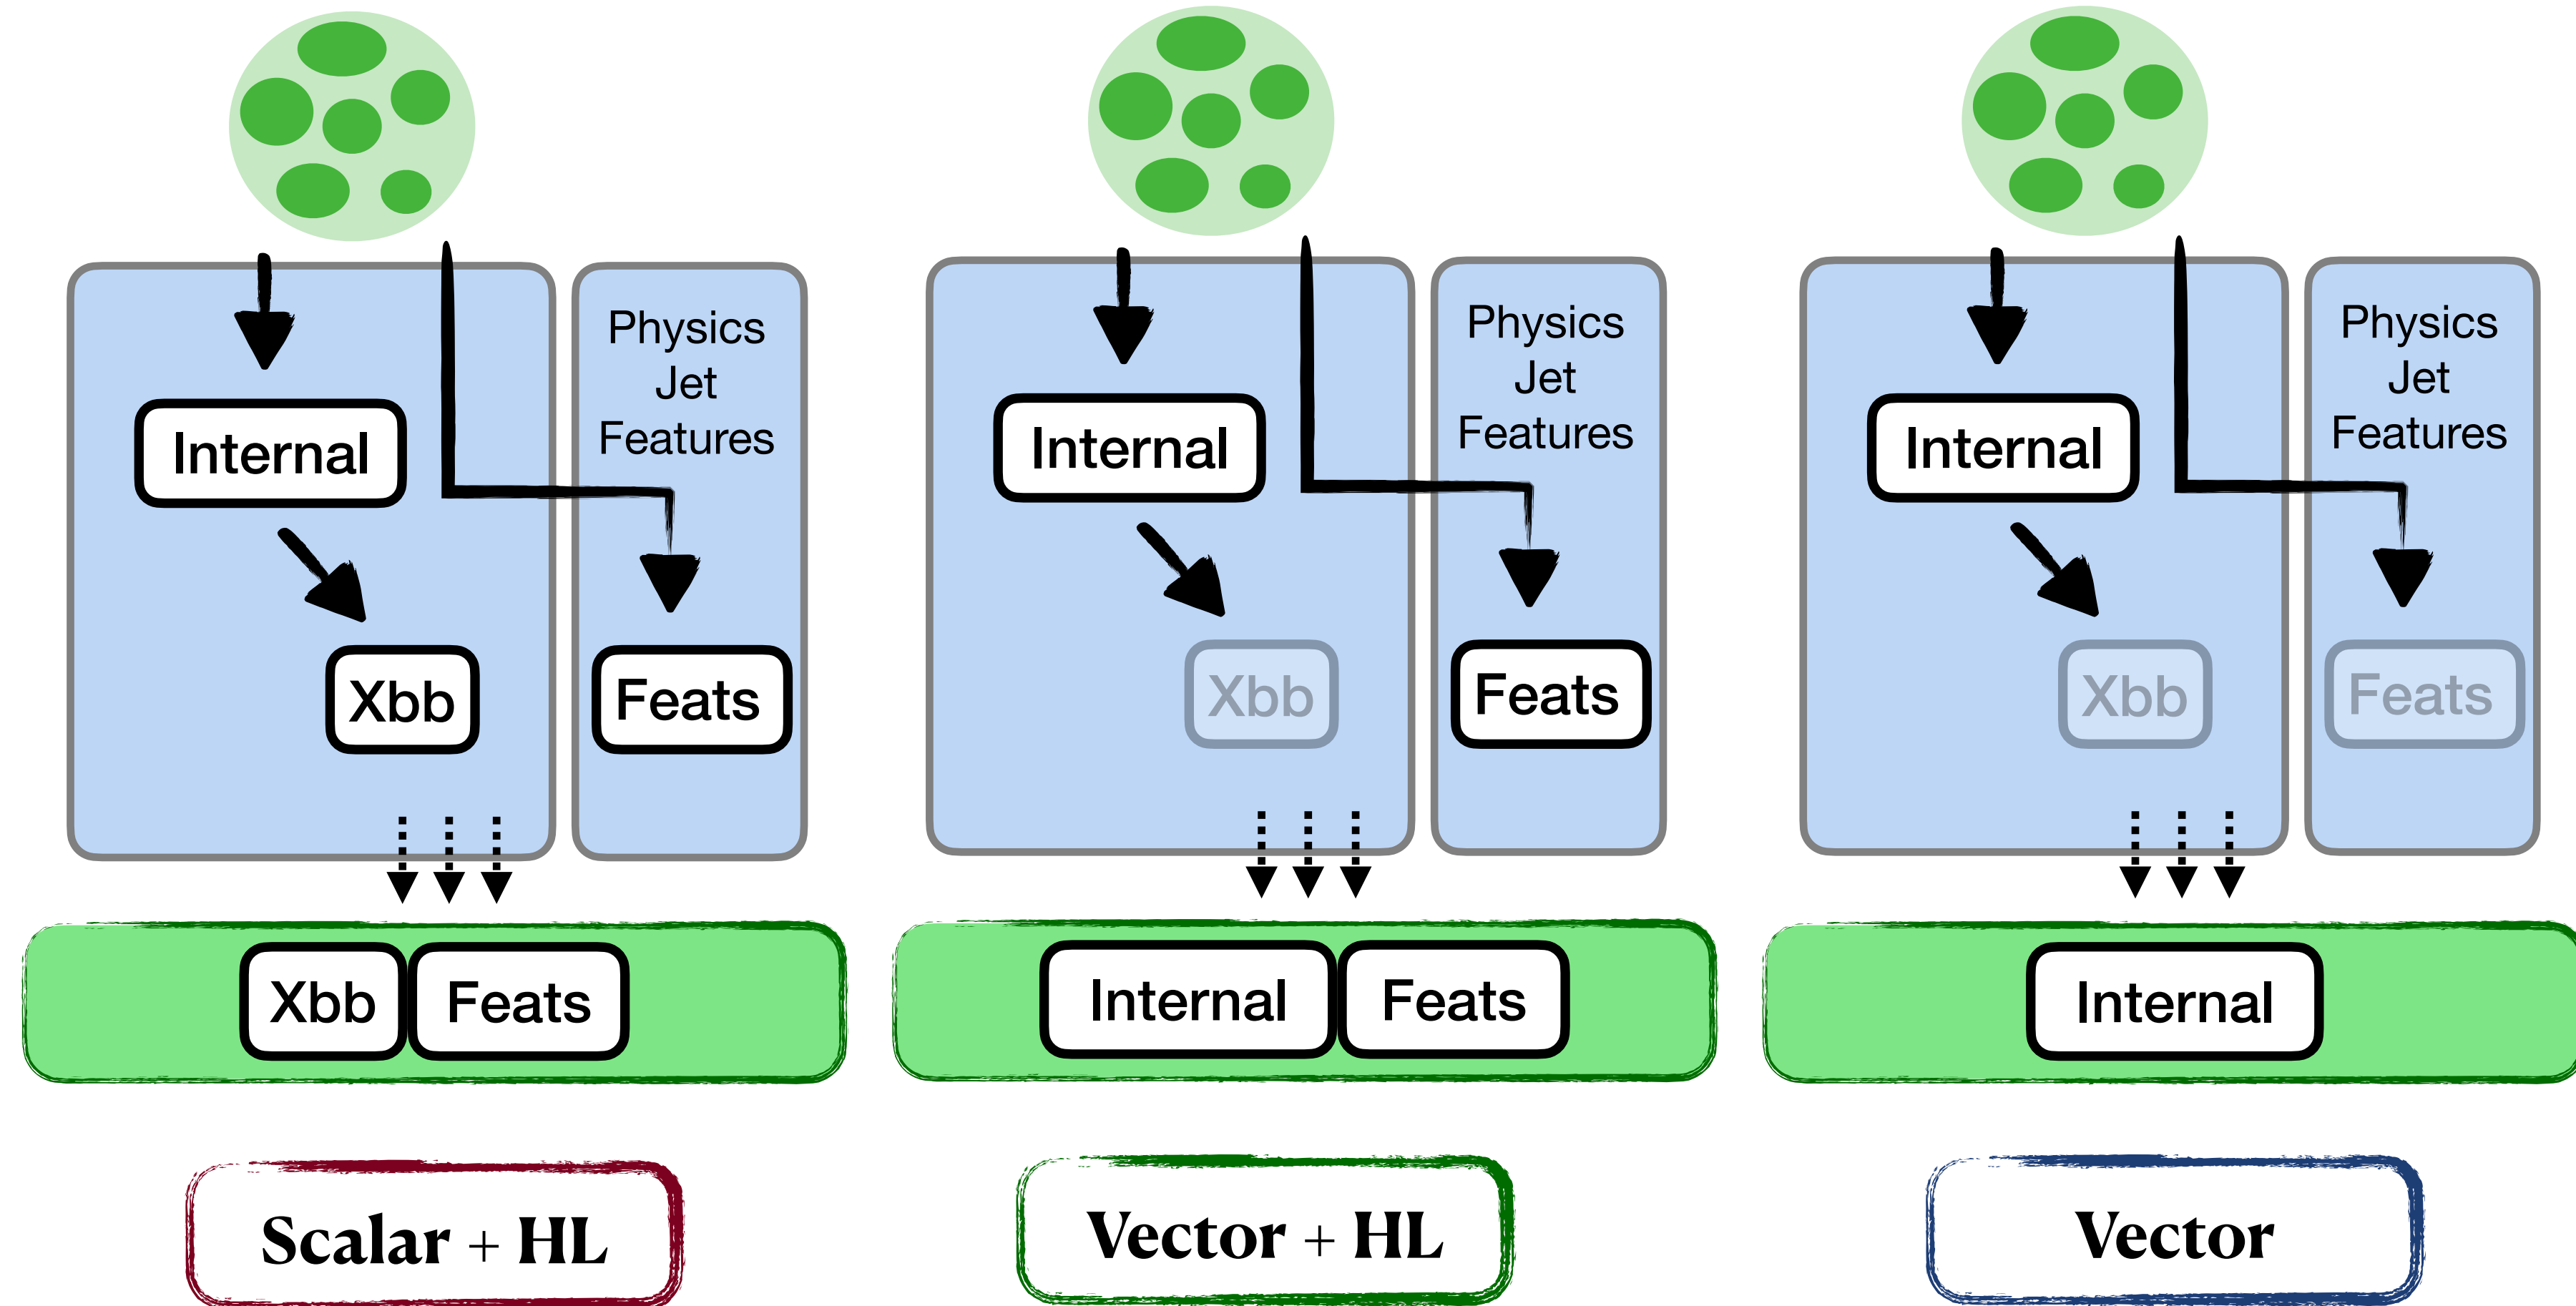 Physics
Jet
Features
Internal
Xbb
Feats
Xbb
Feats
Scalar + HL
Physics
Jet
Features
Internal
Xbb
Feats
Internal
Feats
Vector + HL
Physics
Jet
Features
Internal
Xbb
Feats
Internal
Vector